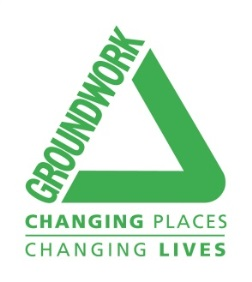 GROUNDWORK
CHANGING PLACES
CHANGING LIVES